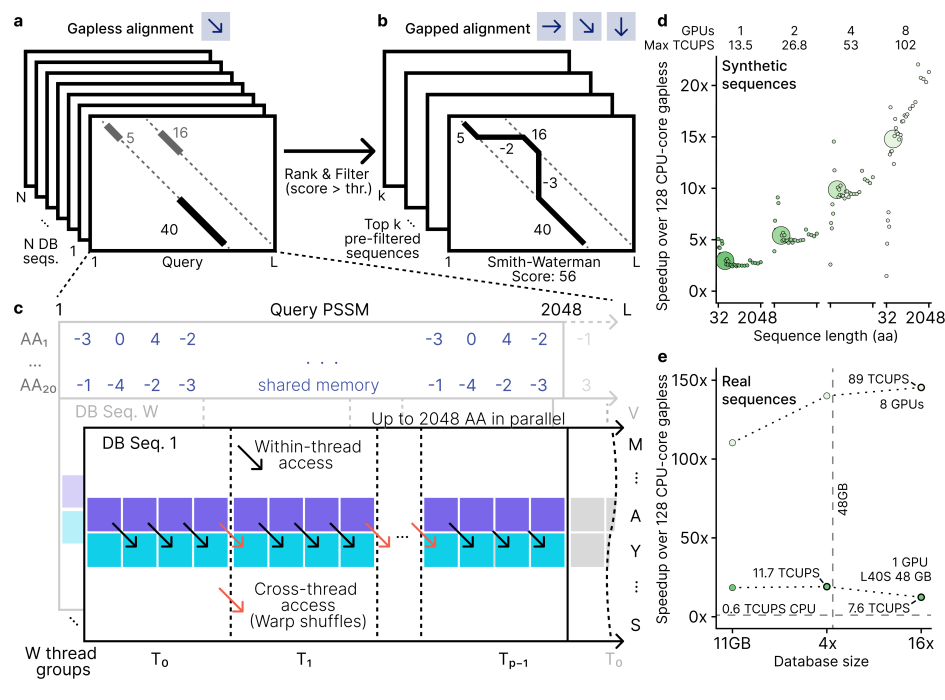 a
Gapless alignment
5
16
40
N
N DB
seqs.
1
1
Query
L
Rank & Filter
(score > thr.)
b
Gapped alignment
5
-2
16
-3
40
k
Top k
pre-filtered
sequences
1
L
Smith-Waterman
Score: 56
c
1
Query PSSM
2048
L
AA₁
-3 0 4 -2
-3 0 4 -2
-1
...
. . .
AA₂₀
-1 -4 -2 -3
shared memory
-1 -4 -2 -3
3
DB Seq. W
Up to 2048 AA in parallel
V
DB Seq. 1
Within-thread
access
M
⋮
A
...
Y
Cross-thread
access
(Warp shuffles)
⋮
S
W thread
groups
T₀
T₁
Tₚ₋₁
T₀
d
GPUs 1 2 4 8
Max TCUPS 13.5 26.8 53 102
Synthetic
sequences
Speedup over 128 CPU-core gapless
20x
15x
10x
5x
0x
32 2048
32 2048
Sequence length (aa)
e
Real
sequences
Speedup over 128 CPU-core gapless
150x
100x
50x
0x
89 TCUPS
8 GPUs
48GB
1 GPU
L40S 48 GB
11.7 TCUPS
0.6 TCUPS CPU
7.6 TCUPS
11GB 4x 16x
Database size